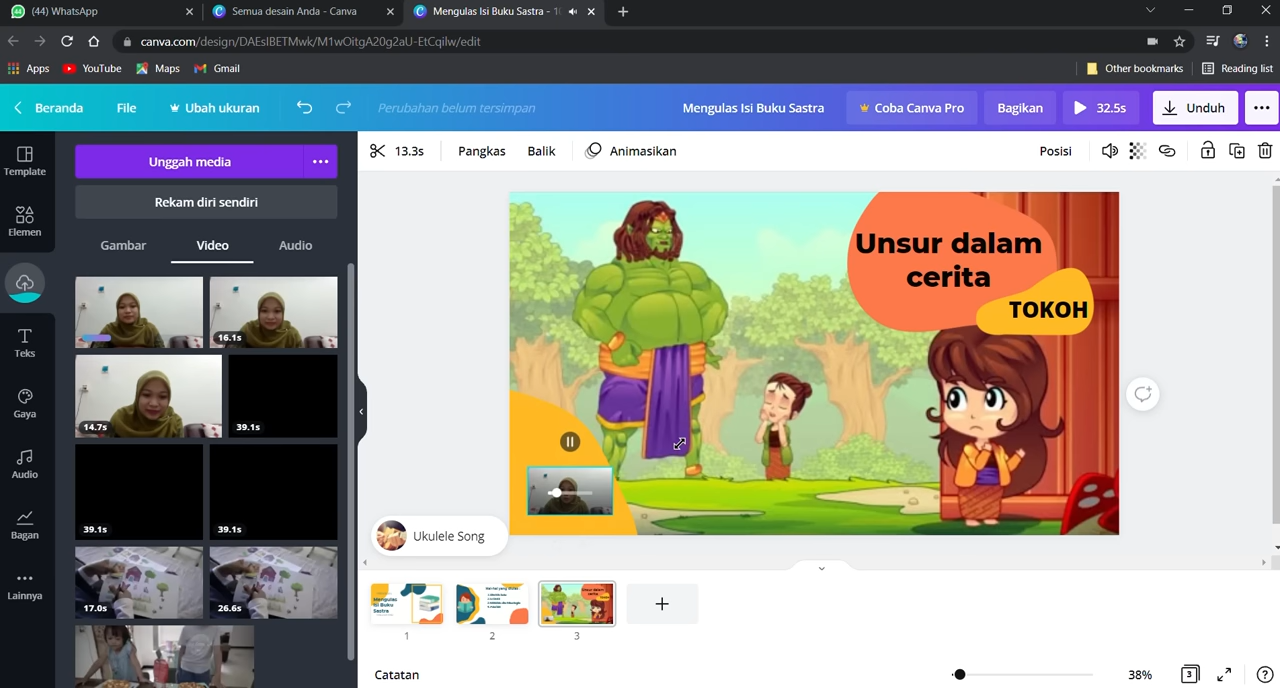 (44) WhatsApp
Semua desain Anda - Canva
Mengulas Isi Buku Sastra - 1
canva.com/design/DAEsIBETMwk/M1wOitgA20g2aU-EtCqilw/edit
Apps
YouTube
Maps
Gmail
Other bookmarks
Reading list
Beranda
File
Ubah ukuran
Perubahan belum tersimpan
Mengulas Isi Buku Sastra
Coba Canva Pro
Bagikan
32.5s
Unduh
Template
Elemen
Teks
Gaya
Audio
Bagan
Lainnya
Unggah media
Rekam diri sendiri
Gambar
Video
Audio
16.1s
14.7s
39.1s
39.1s
39.1s
17.0s
26.6s
13.3s
Pangkas
Balik
Animasikan
Posisi
Unsur dalam
cerita
TOKOH
Ukulele Song
Mengulas
Isi Buku
Sastra
Unsur dalam
cerita
1
2
3
Catatan
38%
3